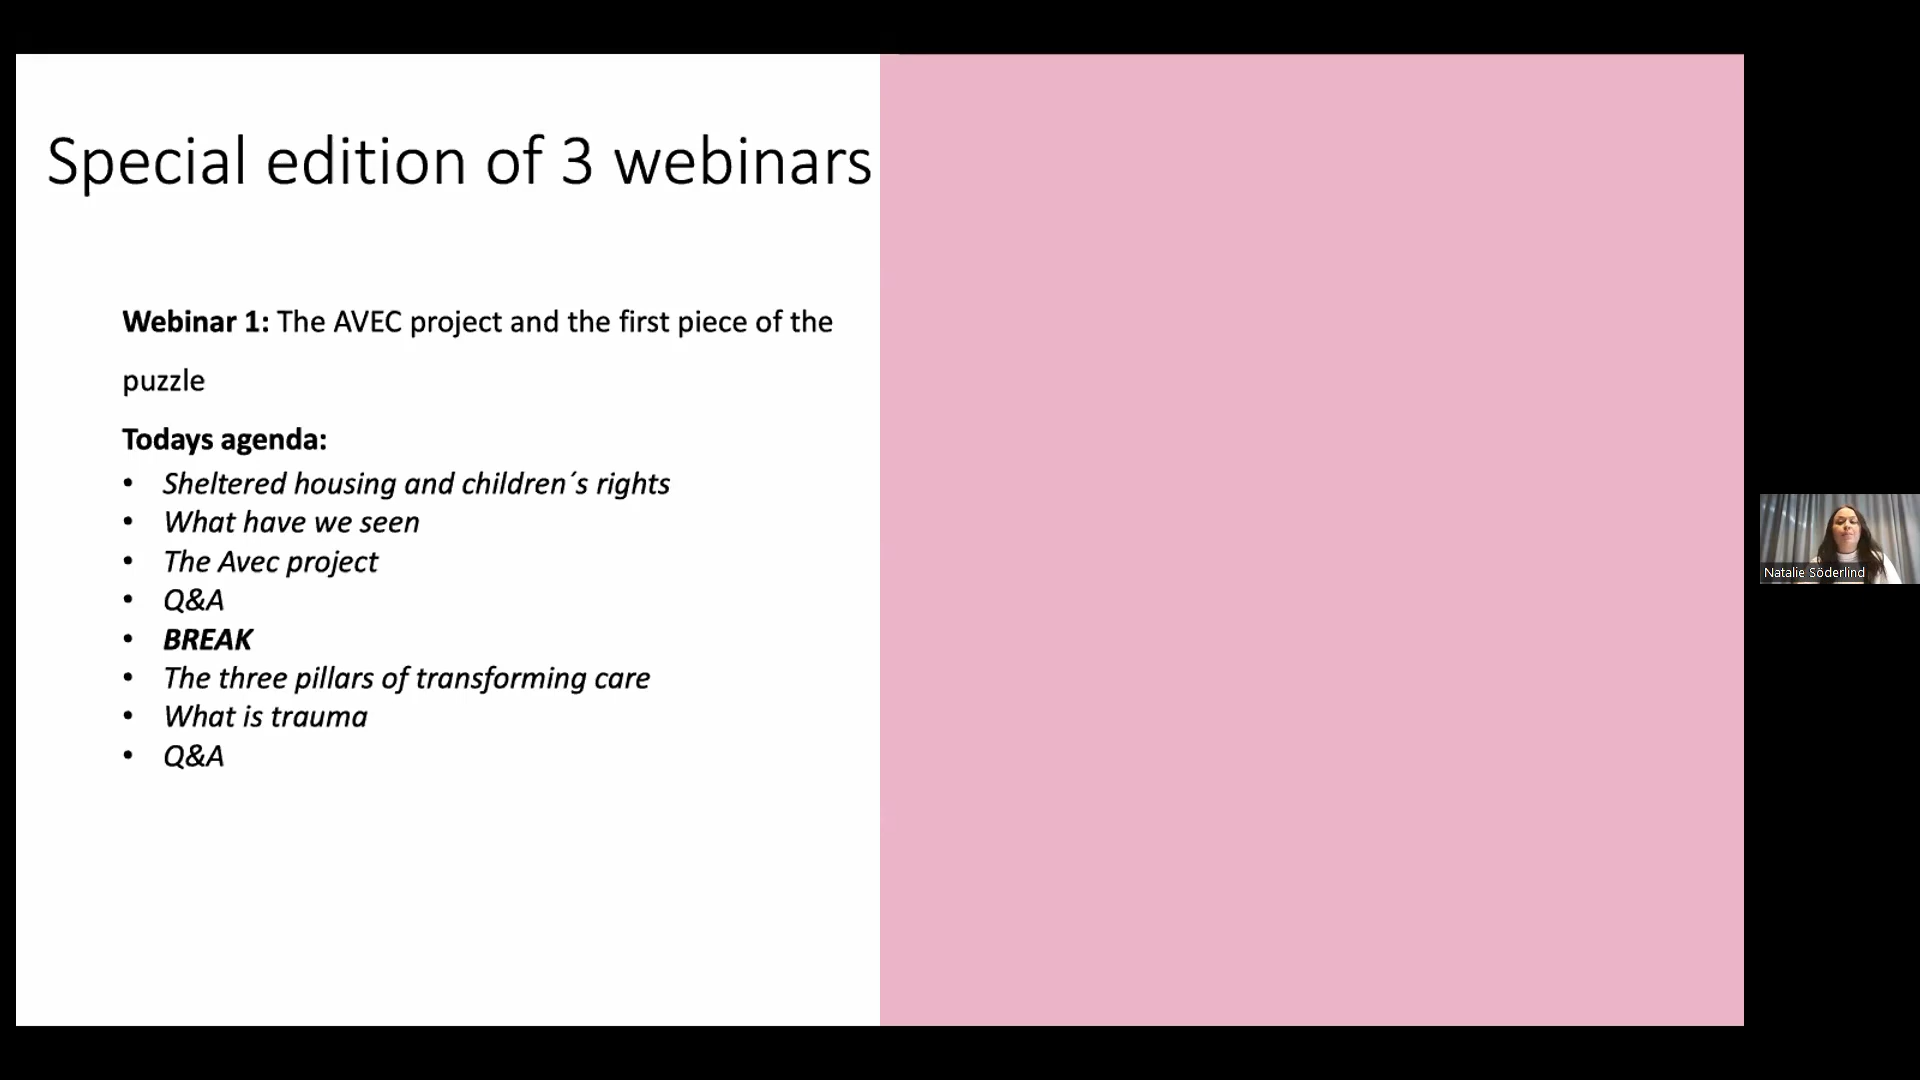 Special edition of 3 webinars
Webinar 1: The AVEC project and the first piece of the
puzzle
Todays agenda:
• Sheltered housing and children´s rights
• What have we seen
• The Avec project
• Q&A
• BREAK
• The three pillars of transforming care
• What is trauma
• Q&A
Natalie Söderlind